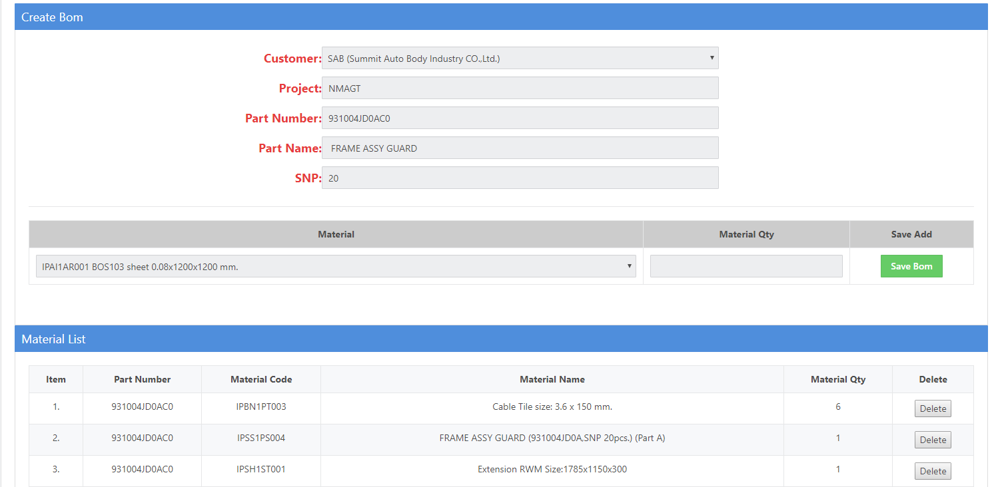 Create Bom
Customer: SAB (Summit Auto Body Industry CO.,Ltd.)
Project: NMAGT
Part Number: 931004JD0AC0
Part Name: FRAME ASSY GUARD
SNP: 20
Material Material Qty Save Add
IPAI1AR001 BOS103 sheet 0.08x1200x1200 mm. Save Bom
Material List
Item Part Number Material Code Material Name Material Qty Delete
1. 931004JD0AC0 IPBN1PT003 Cable Tile size: 3.6 x 150 mm. 6 Delete
2. 931004JD0AC0 IPSS1PS004 FRAME ASSY GUARD (931004JD0A,SNP 20pcs.) (Part A) 1 Delete
3. 931004JD0AC0 IPSH1ST001 Extension RWM Size:1785x1150x300 1 Delete